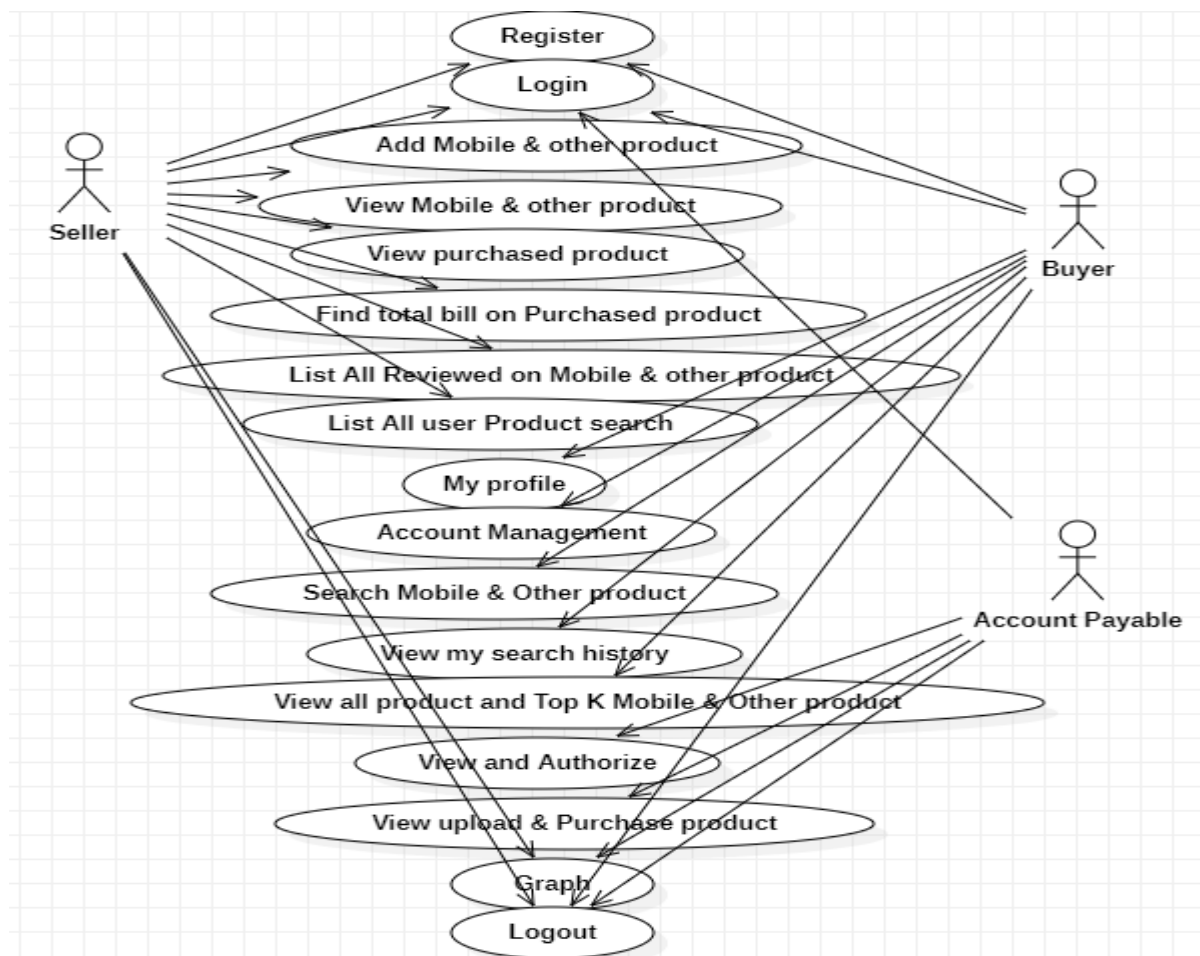 Register
Login
Add Mobile & other product
View Mobile & other product
Seller
View purchased product
Buyer
Find total bill on Purchased product
List All Reviewed on Mobile & other product
List All user Product search
My profile
Account Management
Search Mobile & Other product
Account Payable
View my search history
View all product and Top K Mobile & Other product
View and Authorize
View upload & Purchase product
Graph
Logout